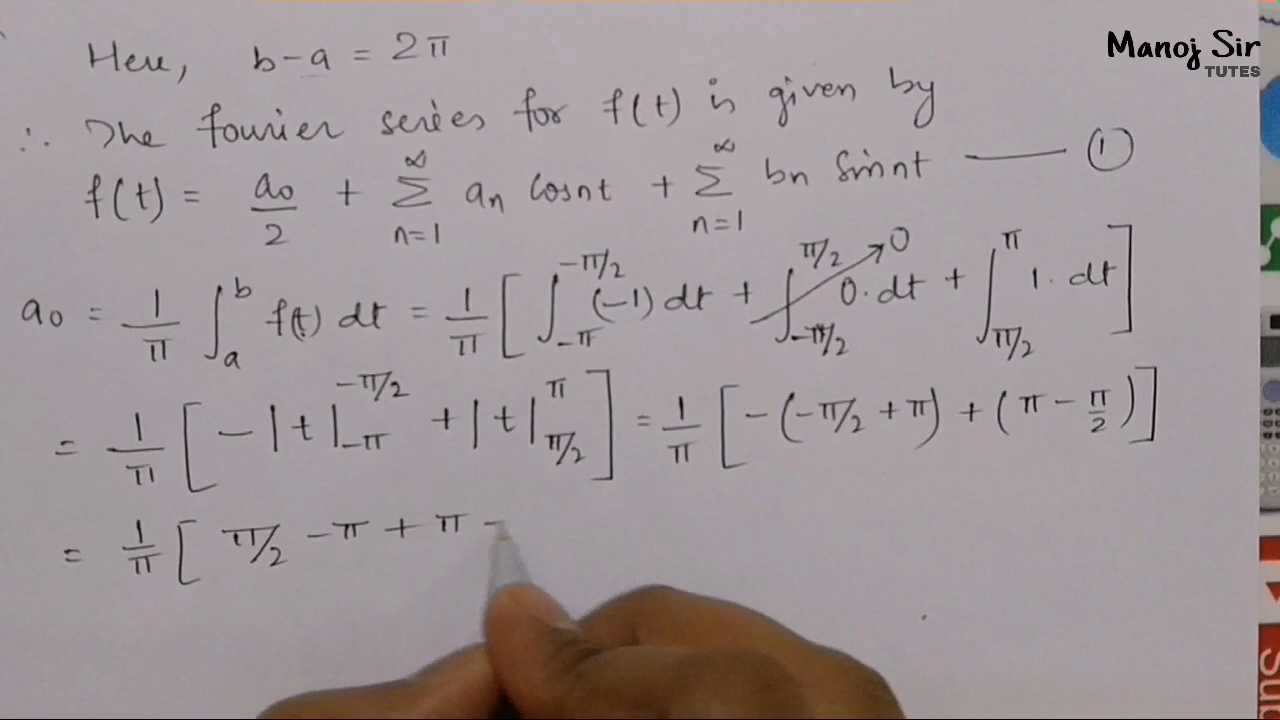 Manoj Sir
TUTES
Here, b-a = 2π
∴ The fourier series for f(t) is given by
f(t) = a₀/2 + ∑_{n=1}^{∞} aₙ cosnt + ∑_{n=1}^{∞} bₙ sinnt —— ①
a₀ = 1/π ∫_a^b f(t) dt = 1/π [ ∫_{-π}^{-π/2} (-1) dt + ∫_{-π/2}^{π/2} 0. dt → 0 + ∫_{π/2}^{π} 1. dt ]
= 1/π [ - |t|_{-π}^{-π/2} + |t|_{π/2}^{π} ] = 1/π [ - (-π/2 + π) + (π - π/2) ]
= 1/π [ π/2 - π + π -